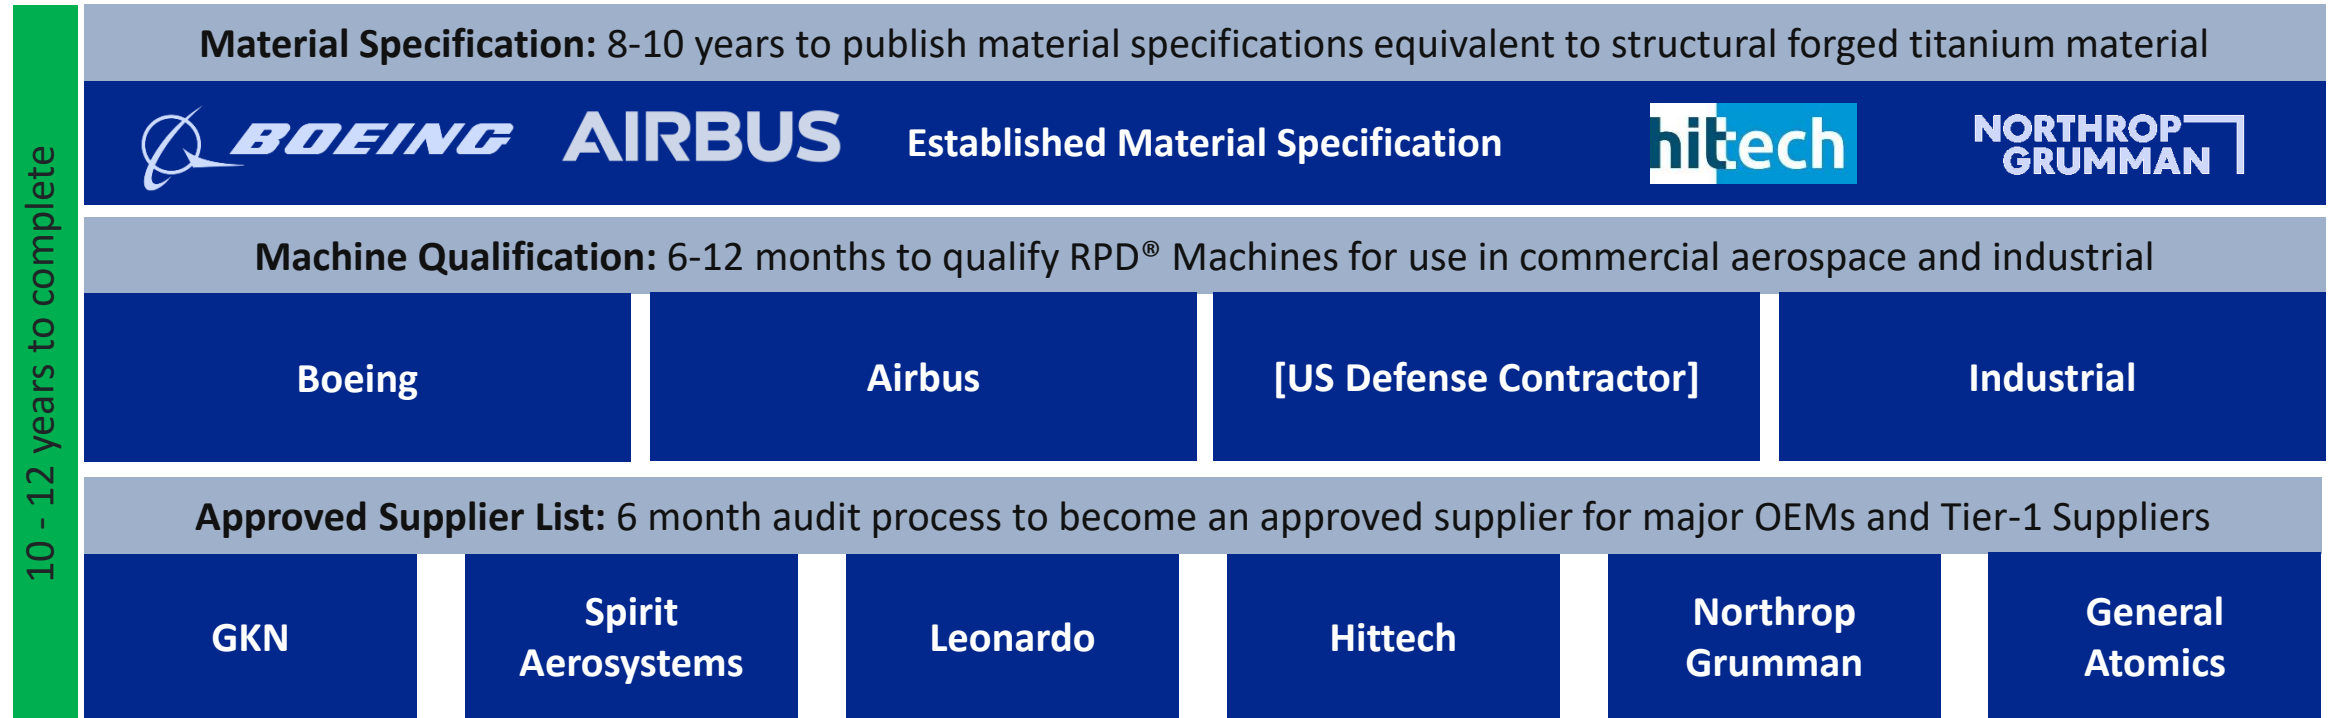 10 - 12 years to complete
Material Specification: 8-10 years to publish material specifications equivalent to structural forged titanium material
BOEING
AIRBUS
Established Material Specification
hittech
NORTHROP
GRUMMAN
Machine Qualification: 6-12 months to qualify RPD® Machines for use in commercial aerospace and industrial
Boeing
Airbus
[US Defense Contractor]
Industrial
Approved Supplier List: 6 month audit process to become an approved supplier for major OEMs and Tier-1 Suppliers
GKN
Spirit
Aerosystems
Leonardo
Hittech
Northrop
Grumman
General
Atomics